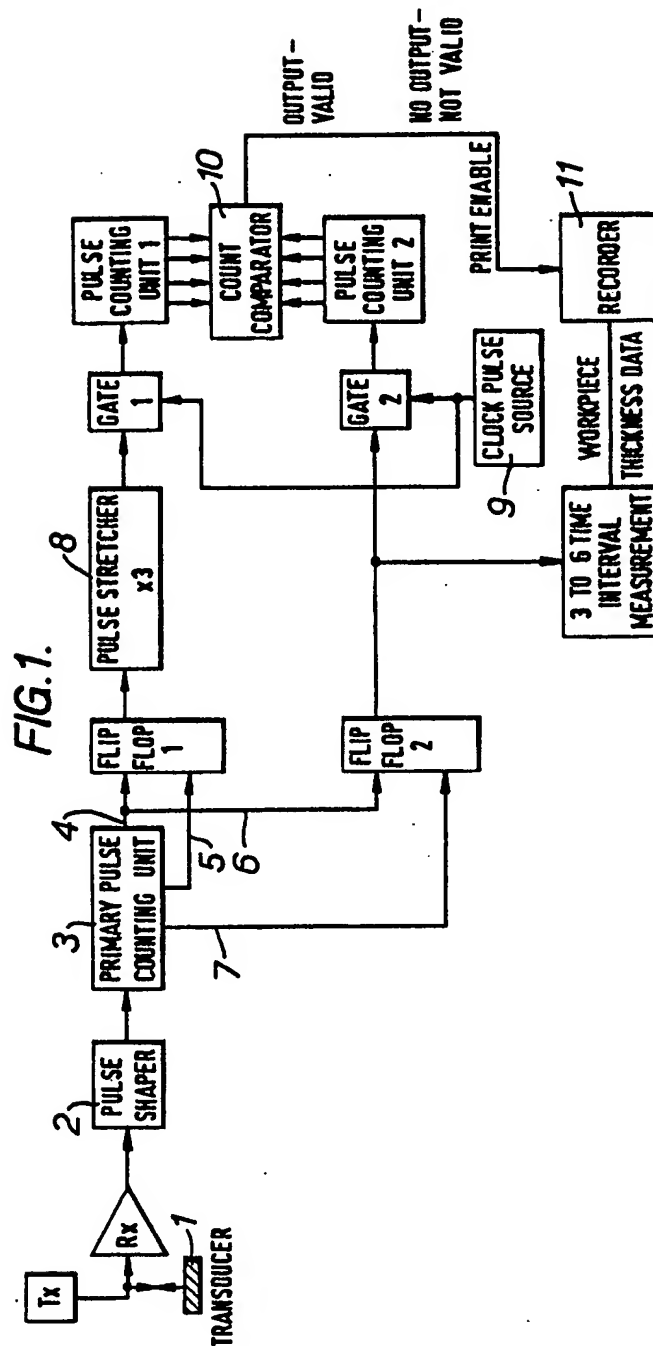 FIG.1.
Tx
Rx
1
TRANSDUCER
2
PULSE
SHAPER
3
PRIMARY PULSE
COUNTING UNIT
4
5
6
7
FLIP
FLOP
1
FLIP
FLOP
2
8
PULSE STRETCHER
x3
GATE
1
GATE
2
9
CLOCK PULSE
SOURCE
PULSE
COUNTING
UNIT 1
10
COUNT
COMPARATOR
PULSE
COUNTING
UNIT 2
OUTPUT-
VALID
NO OUTPUT-
NOT VALID
PRINT ENABLE
11
RECORDER
WORKPIECE
THICKNESS DATA
3 TO 6 TIME
INTERVAL
MEASUREMENT